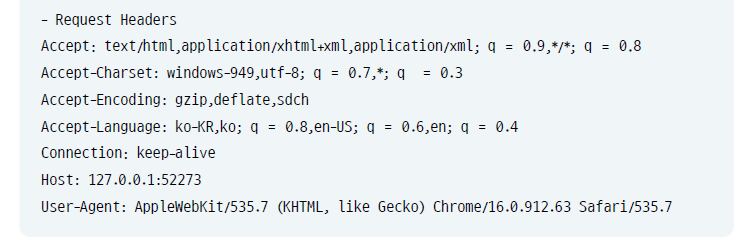 - Request Headers
Accept: text/html,application/xhtml+xml,application/xml; q = 0.9,*/*; q = 0.8
Accept-Charset: windows-949,utf-8; q = 0.7,*; q  = 0.3
Accept-Encoding: gzip,deflate,sdch
Accept-Language: ko-KR,ko; q = 0.8,en-US; q = 0.6,en; q = 0.4
Connection: keep-alive
Host: 127.0.0.1:52273
User-Agent: AppleWebKit/535.7 (KHTML, like Gecko) Chrome/16.0.912.63 Safari/535.7